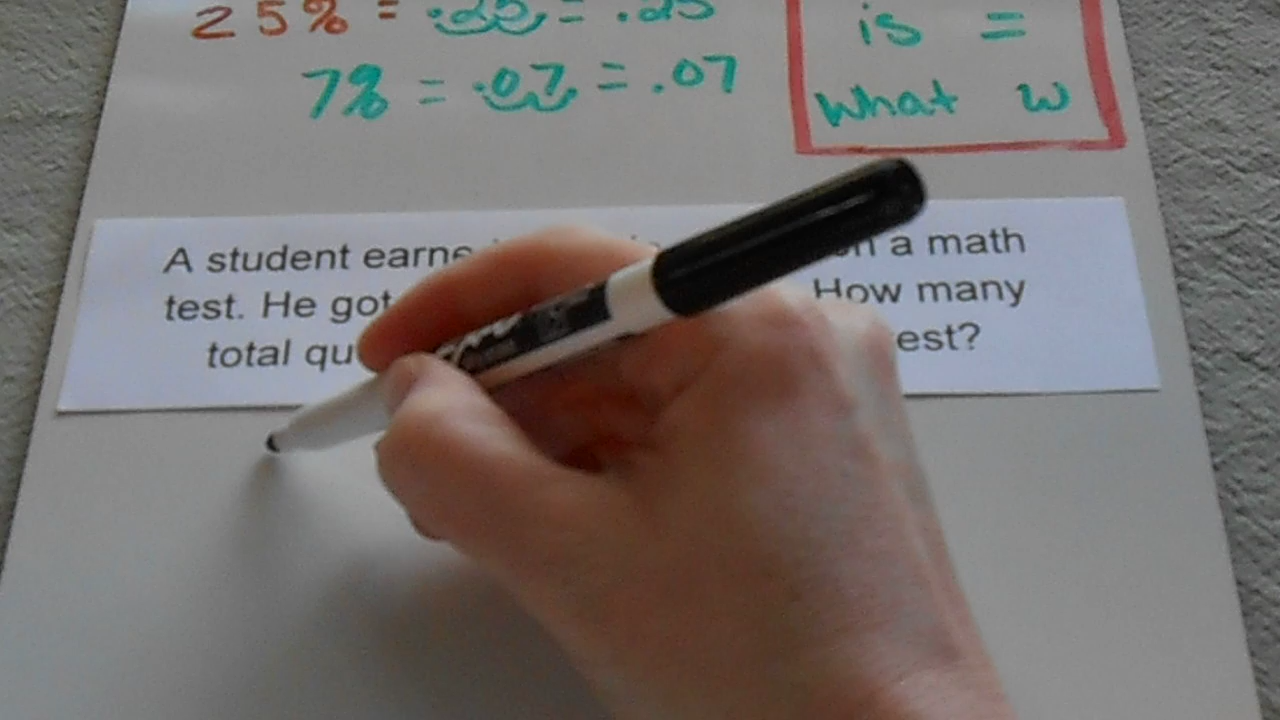 25% = .25 = .25
7% = .07 = .07
is =
what w
A student earne a math
test. He got How many
total qu est?